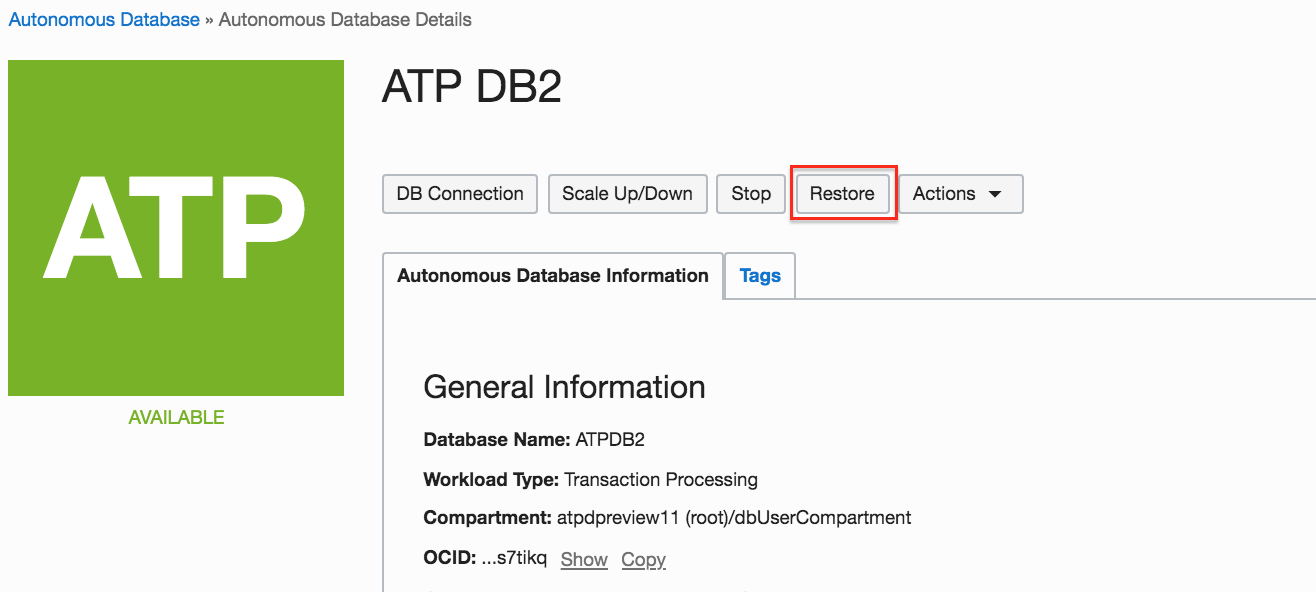 Autonomous Database » Autonomous Database Details
ATP
AVAILABLE
ATP DB2
DB Connection Scale Up/Down Stop Restore Actions
Autonomous Database Information Tags
General Information
Database Name: ATPDB2
Workload Type: Transaction Processing
Compartment: atpdpreview11 (root)/dbUserCompartment
OCID: ...s7tikq Show Copy